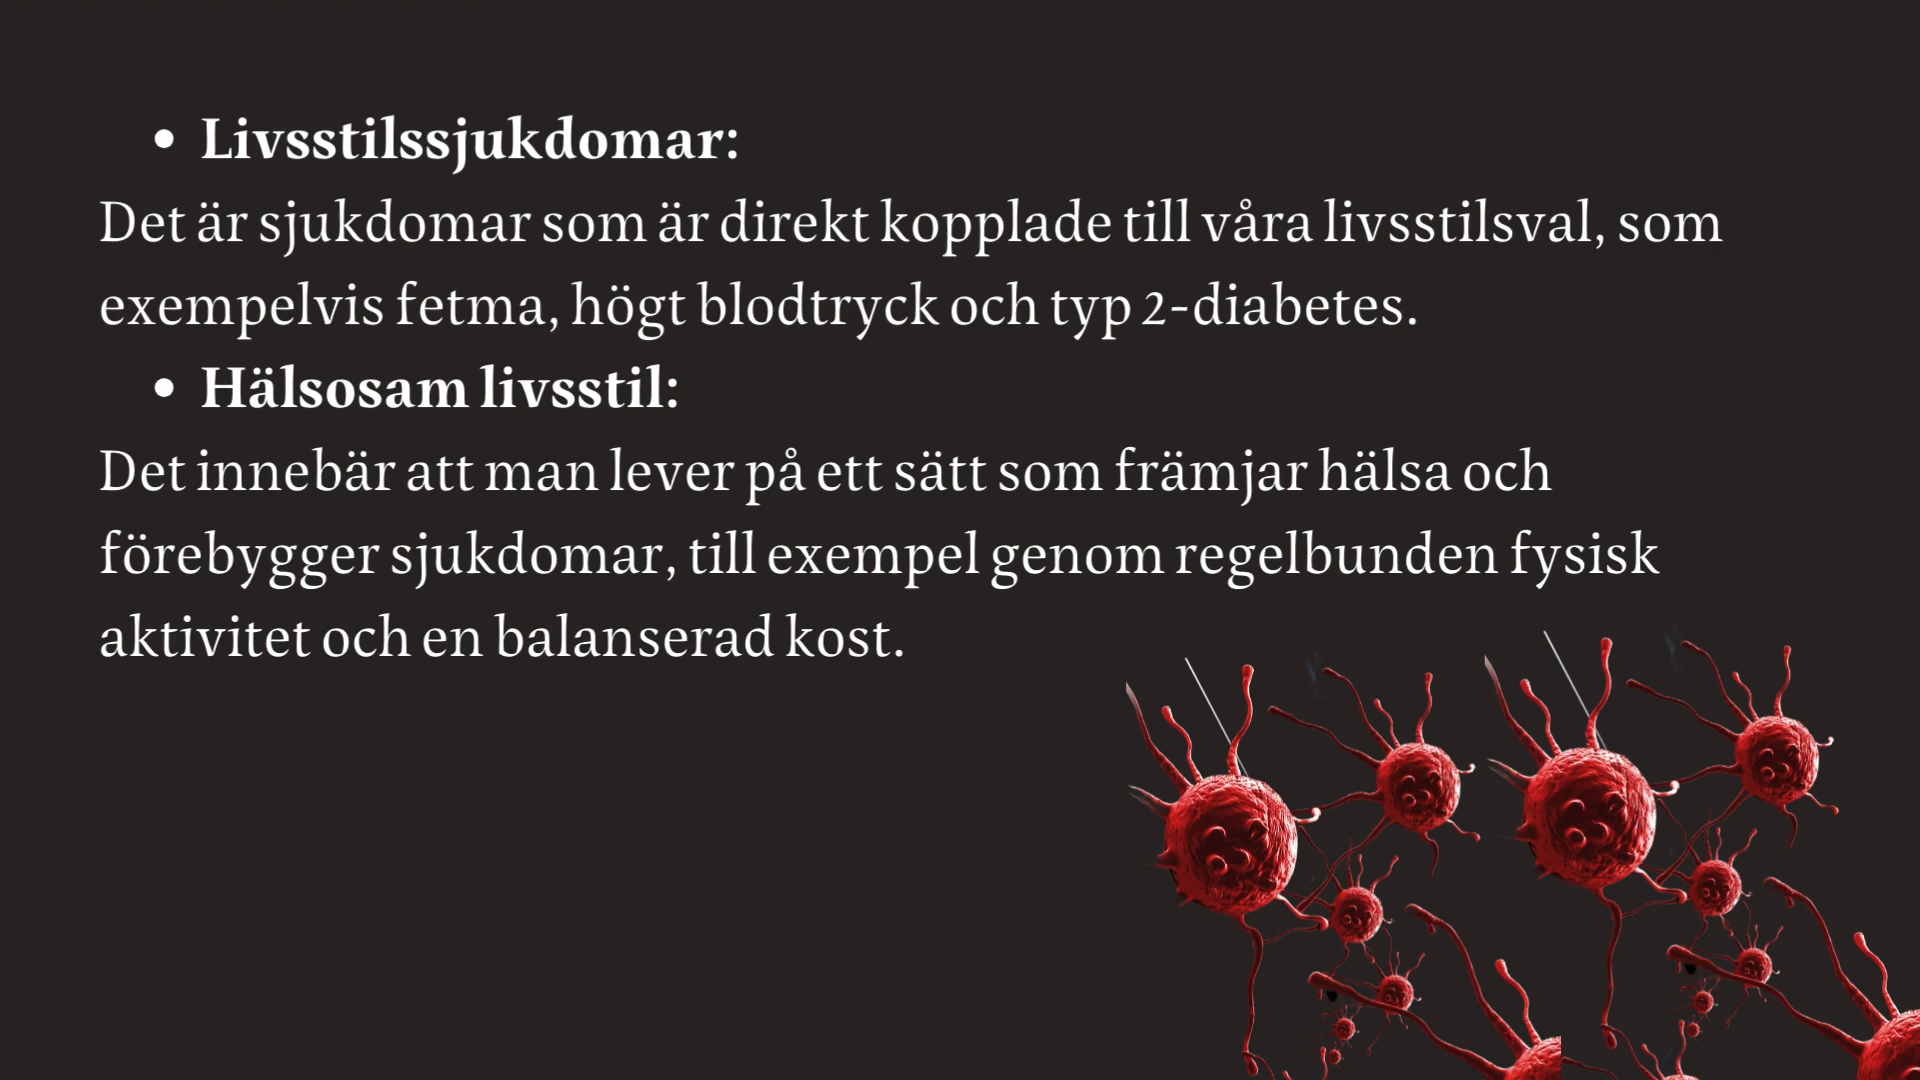 • Livsstilssjukdomar:
Det är sjukdomar som är direkt kopplade till våra livsstilsval, som
exempelvis fetma, högt blodtryck och typ 2-diabetes.
• Hälsosam livsstil:
Det innebär att man lever på ett sätt som främjar hälsa och
förebygger sjukdomar, till exempel genom regelbunden fysisk
aktivitet och en balanserad kost.